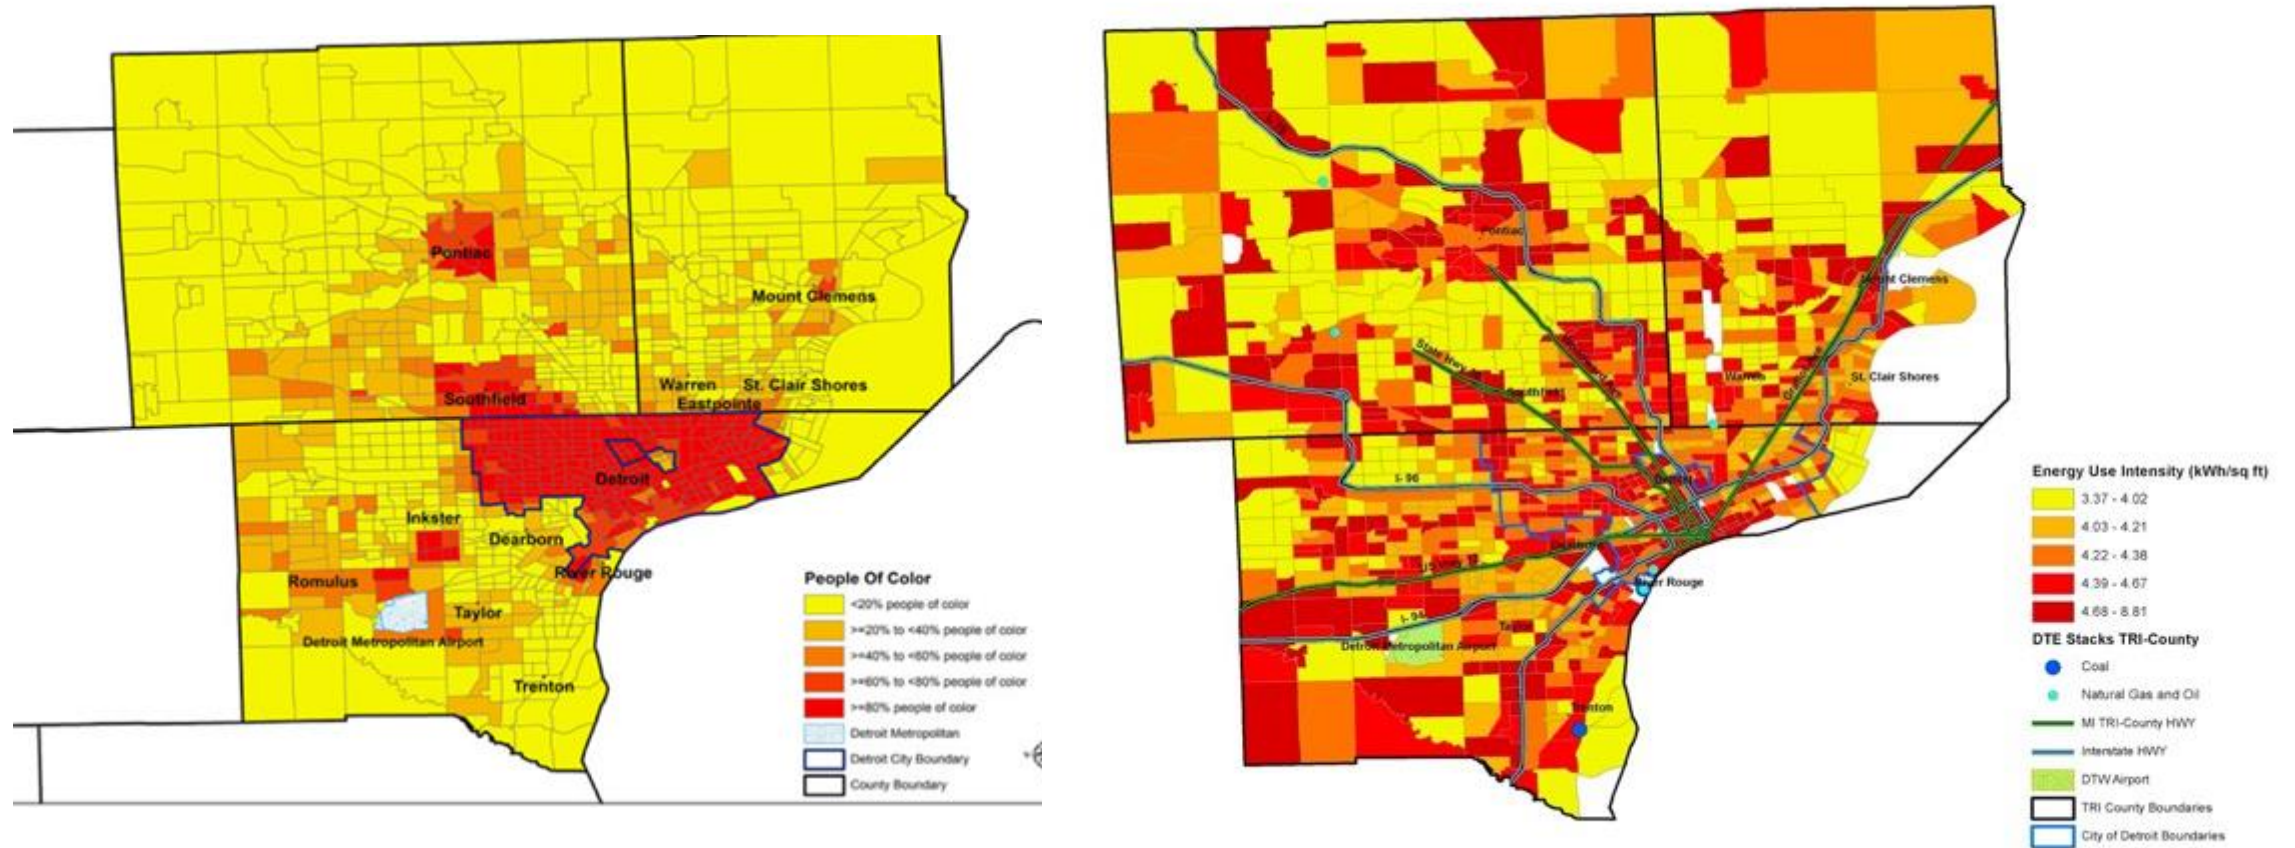 Pontiac
Mount Clemens
Warren
St. Clair Shores
Southfield
Eastpointe
Detroit
Inkster
Dearborn
Romulus
River Rouge
Taylor
Detroit Metropolitan Airport
Trenton
People Of Color
<20% people of color
>=20% to <40% people of color
>=40% to <60% people of color
>=60% to <80% people of color
>=80% people of color
Detroit Metropolitan
Detroit City Boundary
County Boundary
Pontiac
Mount Clemens
State Hwy
Woodward Ave
Warren
St. Clair Shores
Southfield
I- 96
Detroit
River Rouge
I- 94
Taylor
Detroit Metropolitan Airport
Trenton
Energy Use Intensity (kWh/sq ft)
3.37 - 4.02
4.03 - 4.21
4.22 - 4.38
4.39 - 4.67
4.68 - 8.81
DTE Stacks TRI-County
Coal
Natural Gas and Oil
MI TRI-County HWY
Interstate HWY
DTW Airport
TRI County Boundaries
City of Detroit Boundaries